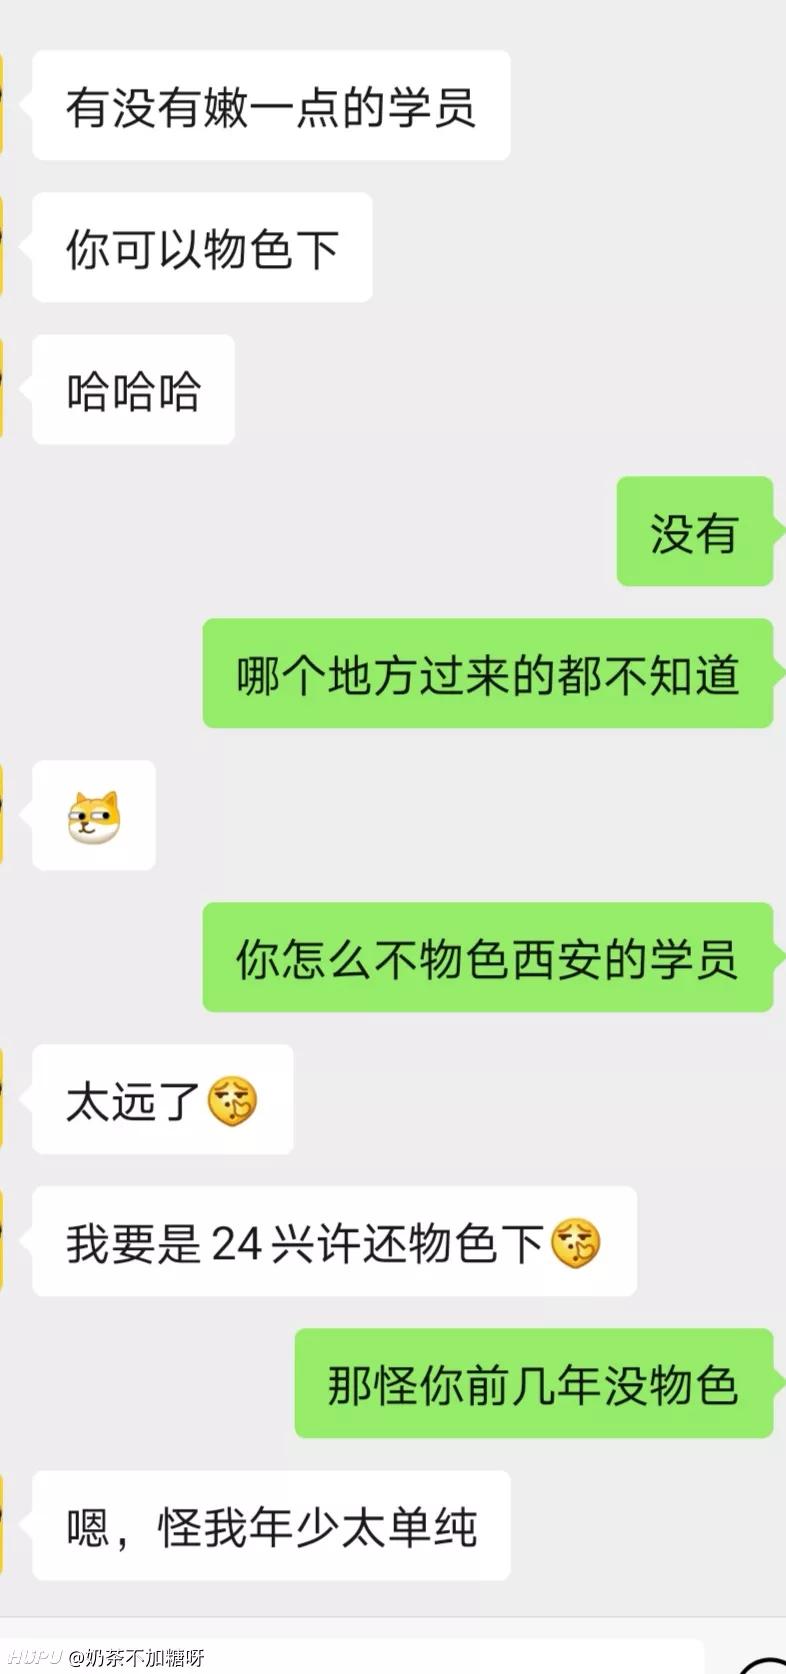 有没有嫩一点的学员
你可以物色下
哈哈哈
没有
哪个地方过来的都不知道
你怎么不物色西安的学员
太远了
我要是24兴许还物色下
那怪你前几年没物色
嗯，怪我年少太单纯
HUPU @奶茶不加糖呀